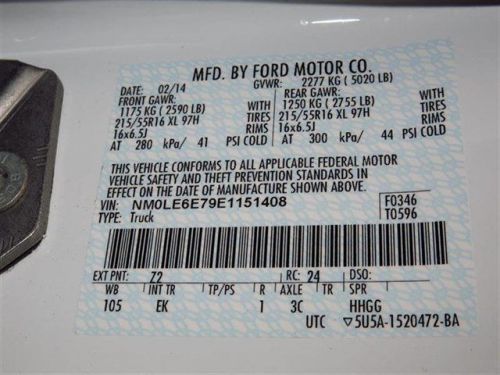 MFD. BY FORD MOTOR CO.
DATE: 02/14 GVWR: 2277 KG ( 5020 LB)
FRONT GAWR: REAR GAWR:
1175 KG ( 2590 LB) WITH 1250 KG ( 2755 LB) WITH
215/55R16 XL 97H TIRES 215/55R16 XL 97H TIRES
16x6.5J RIMS 16x6.5J RIMS
AT 280 kPa/ 41 PSI COLD AT 300 kPa/ 44 PSI COLD
THIS VEHICLE CONFORMS TO ALL APPLICABLE FEDERAL MOTOR
VEHICLE SAFETY AND THEFT PREVENTION STANDARDS IN
EFFECT ON THE DATE OF MANUFACTURE SHOWN ABOVE.
VIN: NM0LE6E79E1151408 F0346
TYPE: Truck T0596
EXT PNT: Z2 RC: 24 DSO:
WB INT TR TP/PS R AXLE TR SPR
105 EK 1 3C HHGG
UTC ▽5U5A-1520472-BA